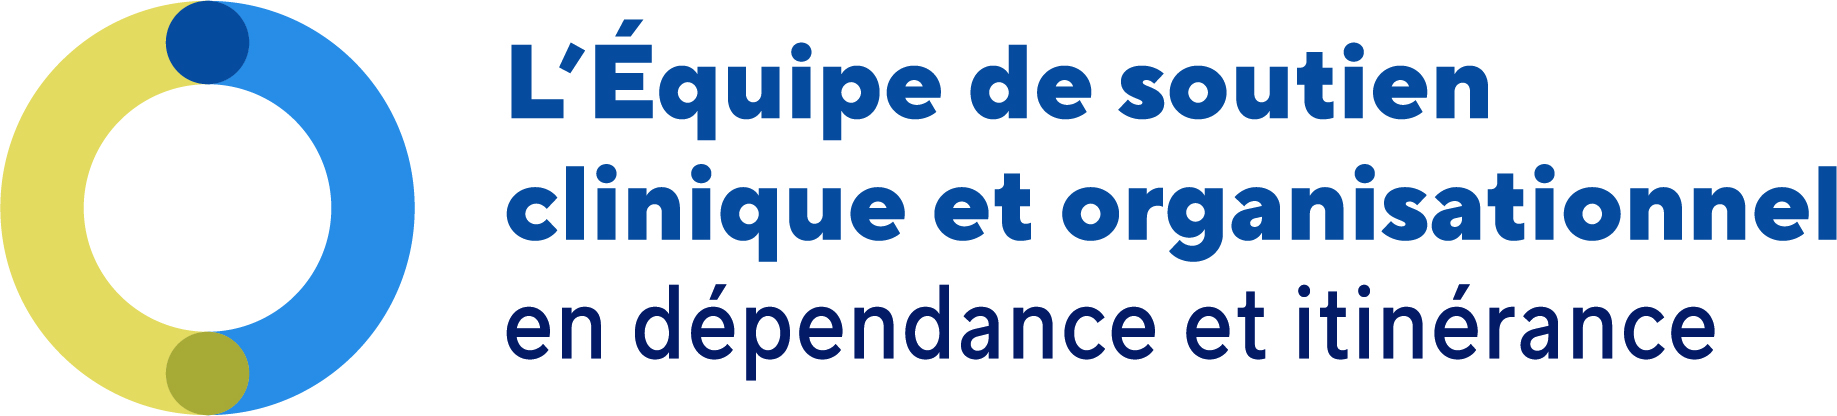 L’Équipe de soutien
clinique et organisationnel
en dépendance et itinérance